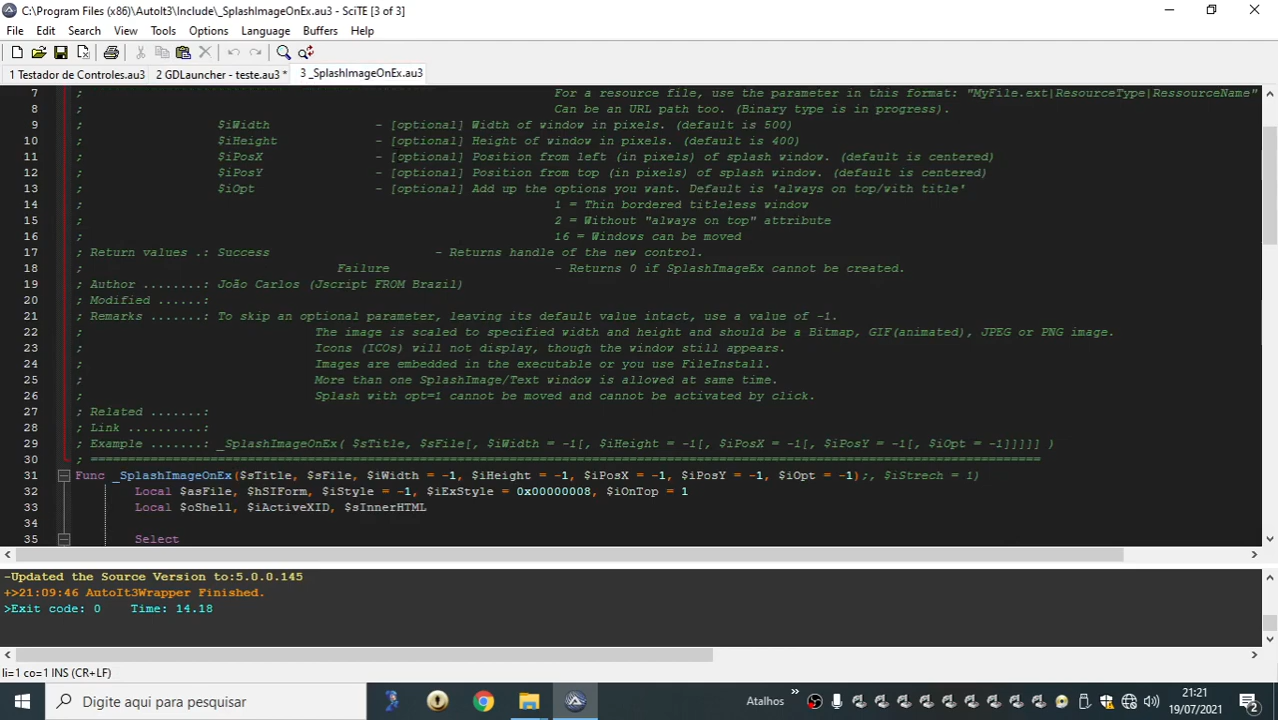 C:\Program Files (x86)\AutoIt3\Include\_SplashImageOnEx.au3 - SciTE [3 of 3]
File Edit Search View Tools Options Language Buffers Help
1 Testador de Controles.au3 2 GDLauncher - teste.au3 * 3 _SplashImageOnEx.au3
7 ; For a resource file, use the parameter in this format: "MyFile.ext|ResourceType|RessourceName"
8 ; Can be an URL path too. (Binary type is in progress).
9 ; $iWidth - [optional] Width of window in pixels. (default is 500)
10 ; $iHeight - [optional] Height of window in pixels. (default is 400)
11 ; $iPosX - [optional] Position from left (in pixels) of splash window. (default is centered)
12 ; $iPosY - [optional] Position from top (in pixels) of splash window. (default is centered)
13 ; $iOpt - [optional] Add up the options you want. Default is 'always on top/with title'
14 ; 1 = Thin bordered titleless window
15 ; 2 = Without "always on top" attribute
16 ; 16 = Windows can be moved
17 ; Return values .: Success - Returns handle of the new control.
18 ; Failure - Returns 0 if SplashImageEx cannot be created.
19 ; Author ........: João Carlos (Jscript FROM Brazil)
20 ; Modified ......:
21 ; Remarks .......: To skip an optional parameter, leaving its default value intact, use a value of -1.
22 ; The image is scaled to specified width and height and should be a Bitmap, GIF(animated), JPEG or PNG image.
23 ; Icons (ICOs) will not display, though the window still appears.
24 ; Images are embedded in the executable or you use FileInstall.
25 ; More than one SplashImage/Text window is allowed at same time.
26 ; Splash with opt=1 cannot be moved and cannot be activated by click.
27 ; Related .......:
28 ; Link ..........:
29 ; Example .......: _SplashImageOnEx( $sTitle, $sFile[, $iWidth = -1[, $iHeight = -1[, $iPosX = -1[, $iPosY = -1[, $iOpt = -1]]]]] )
30 ; ===============================================================================================================================
31 Func _SplashImageOnEx($sTitle, $sFile, $iWidth = -1, $iHeight = -1, $iPosX = -1, $iPosY = -1, $iOpt = -1);, $iStrech = 1)
32 Local $asFile, $hSIForm, $iStyle = -1, $iExStyle = 0x00000008, $iOnTop = 1
33 Local $oShell, $iActiveXID, $sInnerHTML
34
35 Select
-Updated the Source Version to:5.0.0.145
+>21:09:46 AutoIt3Wrapper Finished.
>Exit code: 0 Time: 14.18
li=1 co=1 INS (CR+LF)
Digite aqui para pesquisar
Atalhos
21:21
19/07/2021
2